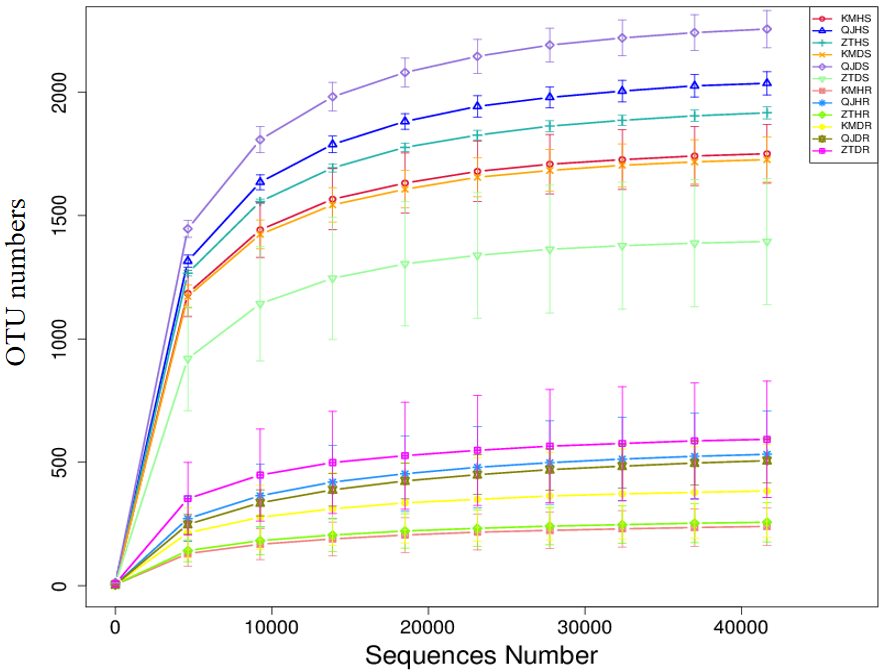 KMHS
QJHS
ZTHS
KMDS
QJDS
ZTDS
KMHR
QJHR
ZTHR
KMDR
QJDR
ZTDR
OTU numbers
2000
1500
1000
500
0
0 10000 20000 30000 40000
Sequences Number